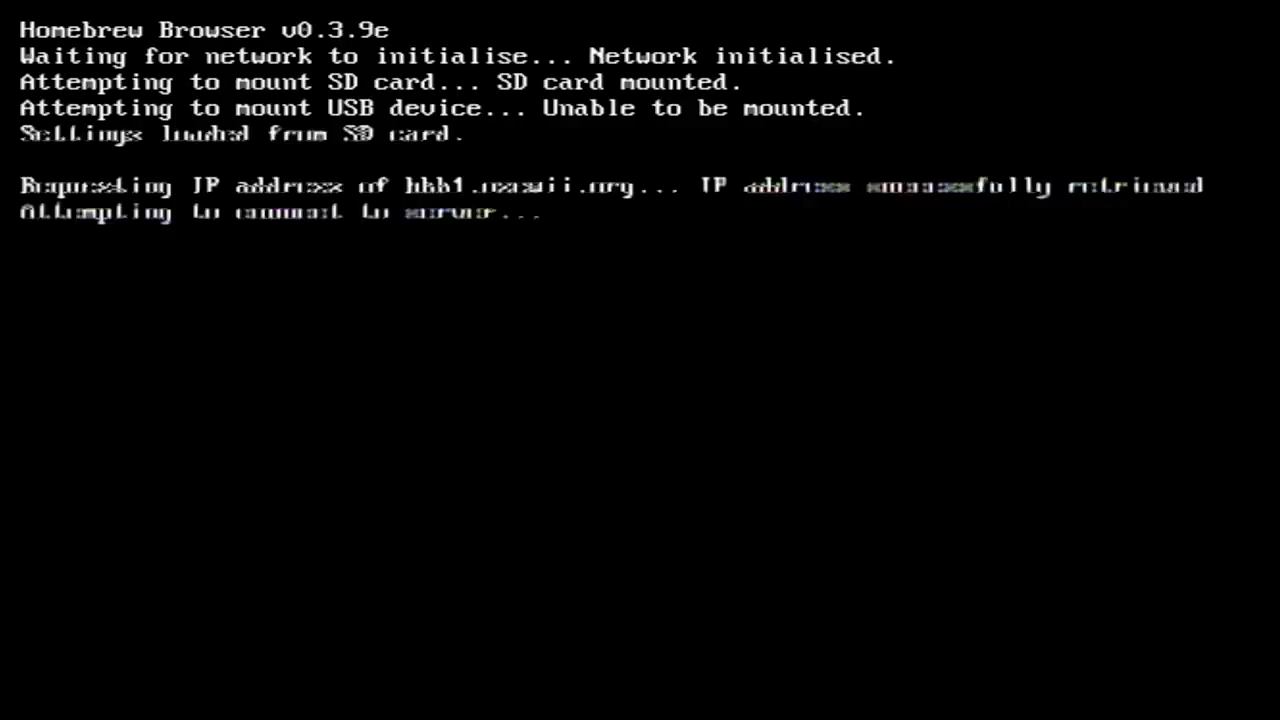 Homebrew Browser v0.3.9e
Waiting for network to initialise... Network initialised.
Attempting to mount SD card... SD card mounted.
Attempting to mount USB device... Unable to be mounted.
Settings loaded from SD card.
Requesting IP address of hbb1.oscwii.org... IP address successfully retrieved
Attempting to connect to server...